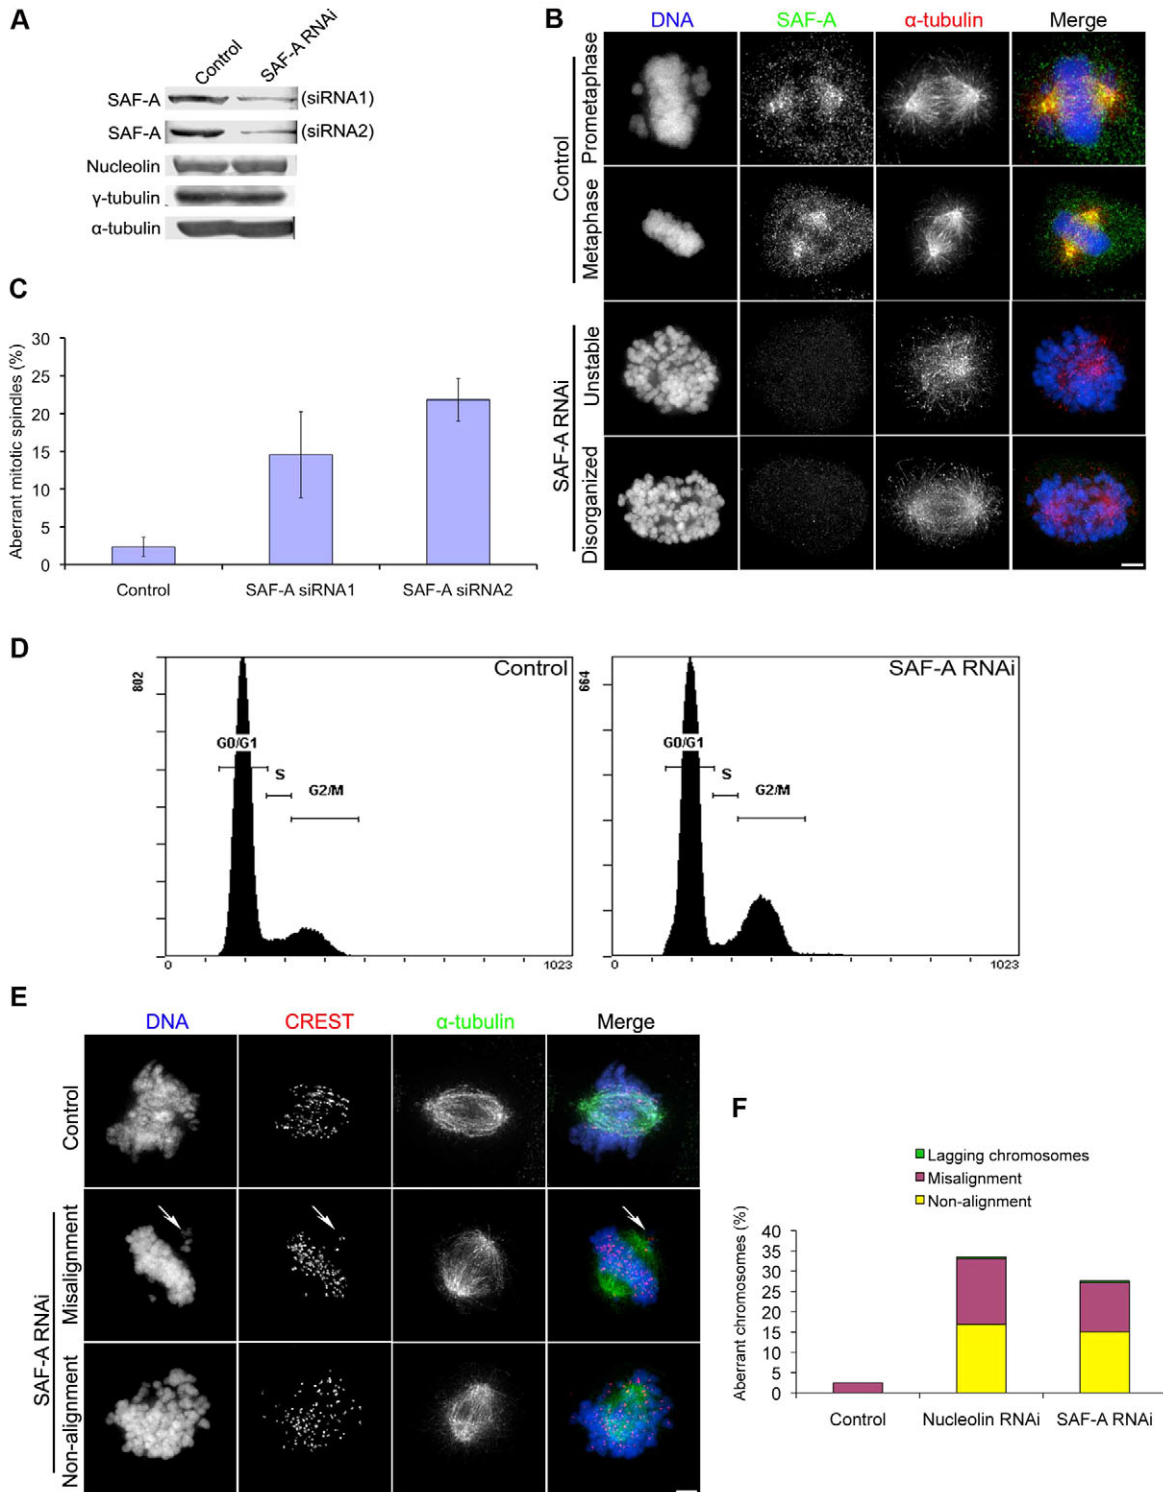 A
Control
SAF-A RNAi
SAF-A
(siRNA1)
SAF-A
(siRNA2)
Nucleolin
γ-tubulin
α-tubulin
B
DNA
SAF-A
α-tubulin
Merge
Control
Prometaphase
Metaphase
SAF-A RNAi
Unstable
Disorganized
C
Aberrant mitotic spindles (%)
30
25
20
15
10
5
0
Control
SAF-A siRNA1
SAF-A siRNA2
D
802
Control
G0/G1
S
G2/M
0
1023
664
SAF-A RNAi
G0/G1
S
G2/M
0
1023
E
DNA
CREST
α-tubulin
Merge
Control
SAF-A RNAi
Misalignment
Non-alignment
F
Lagging chromosomes
Misalignment
Non-alignment
Aberrant chromosomes (%)
40
35
30
25
20
15
10
5
0
Control
Nucleolin RNAi
SAF-A RNAi